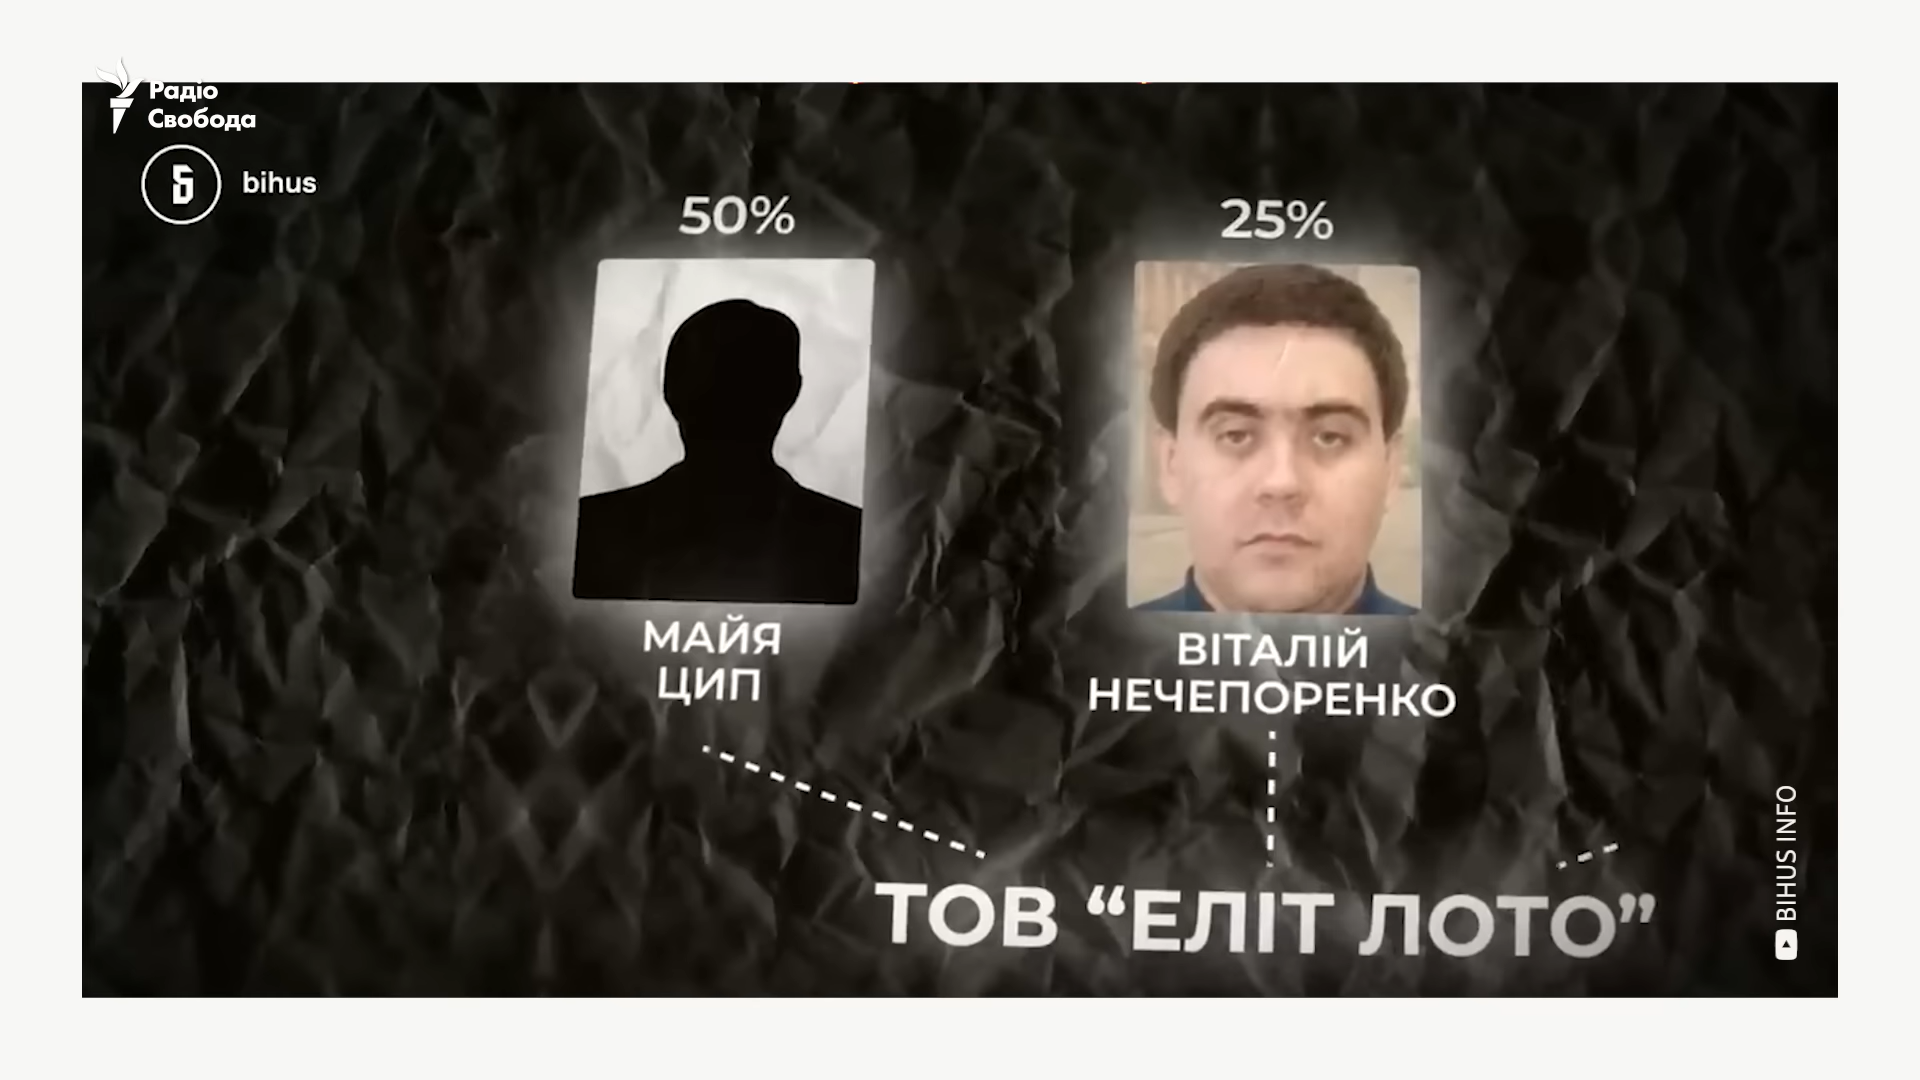 Радіо
Свобода
bihus
50%
25%
МАЙЯ
ЦИП
ВІТАЛІЙ
НЕЧЕПОРЕНКО
ТОВ “ЕЛІТ ЛОТО”
BIHUS INFO